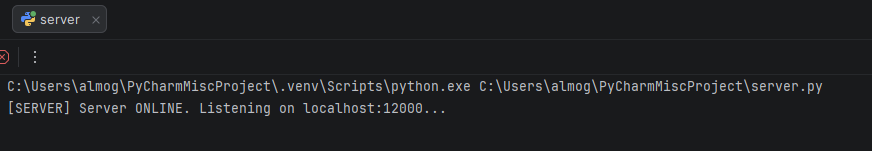 server
C:\Users\almog\PyCharmMiscProject\.venv\Scripts\python.exe C:\Users\almog\PyCharmMiscProject\server.py
[SERVER] Server ONLINE. Listening on localhost:12000...